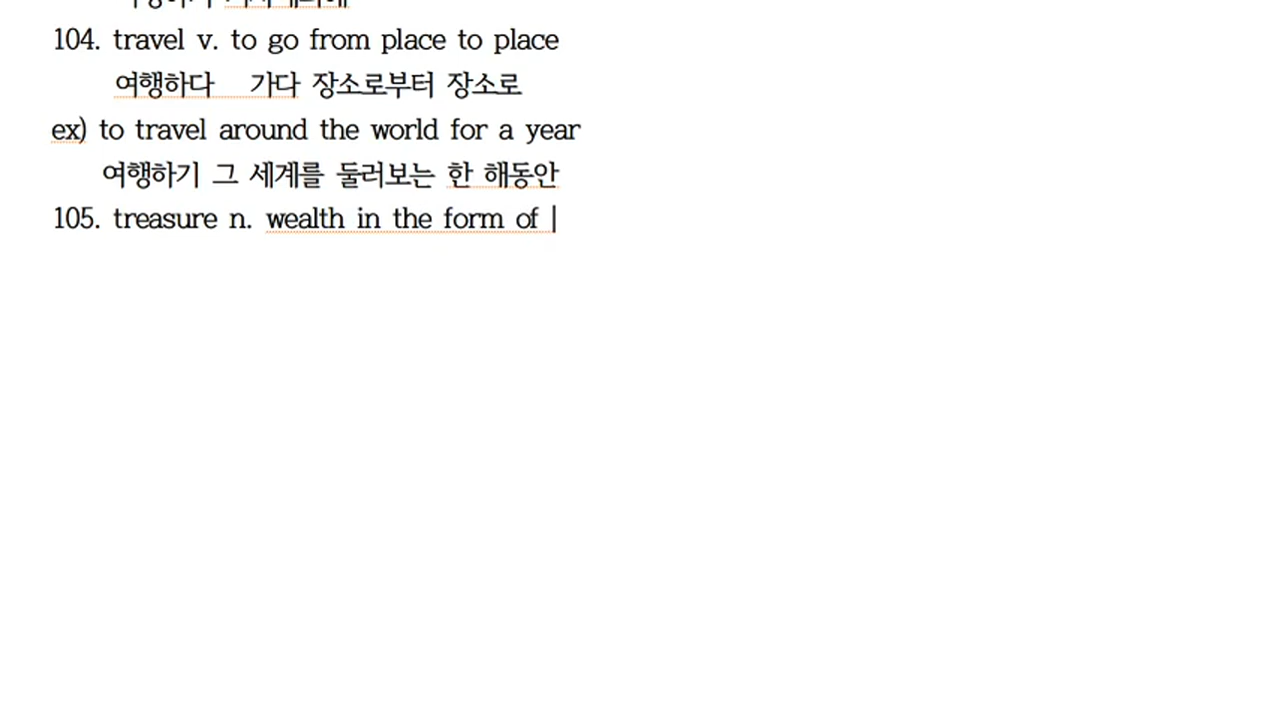 104. travel v. to go from place to place
여행하다 가다 장소로부터 장소로
ex) to travel around the world for a year
여행하기 그 세계를 둘러보는 한 해동안
105. treasure n. wealth in the form of